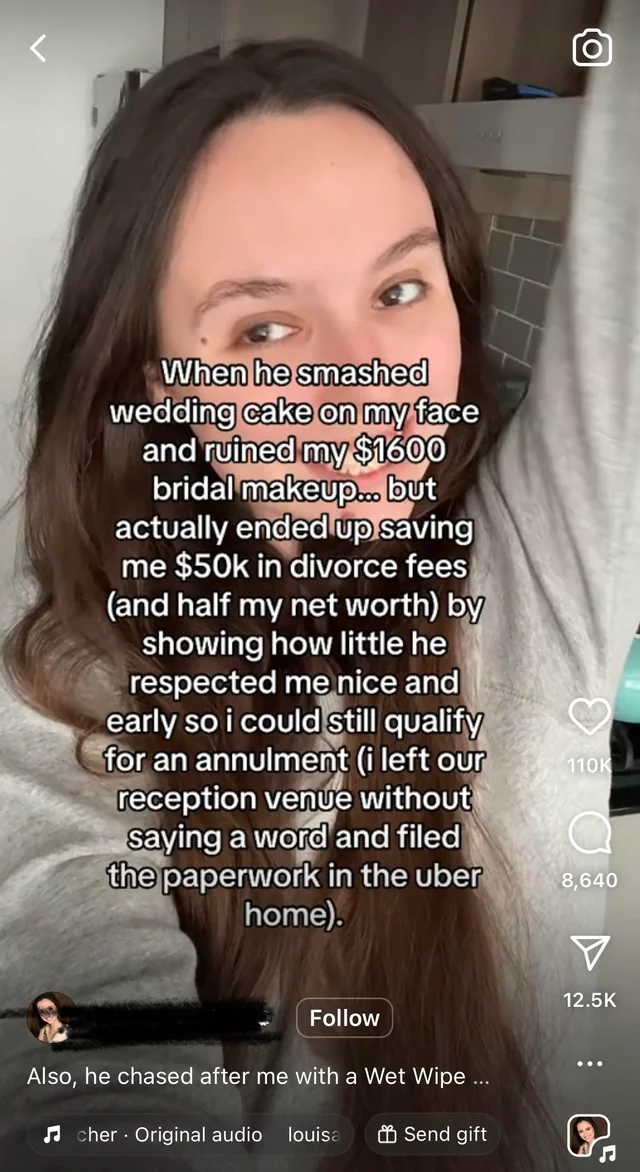 When he smashed
wedding cake on my face
and ruined my $1600
bridal makeup... but
actually ended up saving
me $50k in divorce fees
(and half my net worth) by
showing how little he
respected me nice and
early so i could still qualify
for an annulment (i left our
reception venue without
saying a word and filed
the paperwork in the uber
home).
110K
8,640
12.5K
Follow
Also, he chased after me with a Wet Wipe ...
cher · Original audio louisa
Send gift